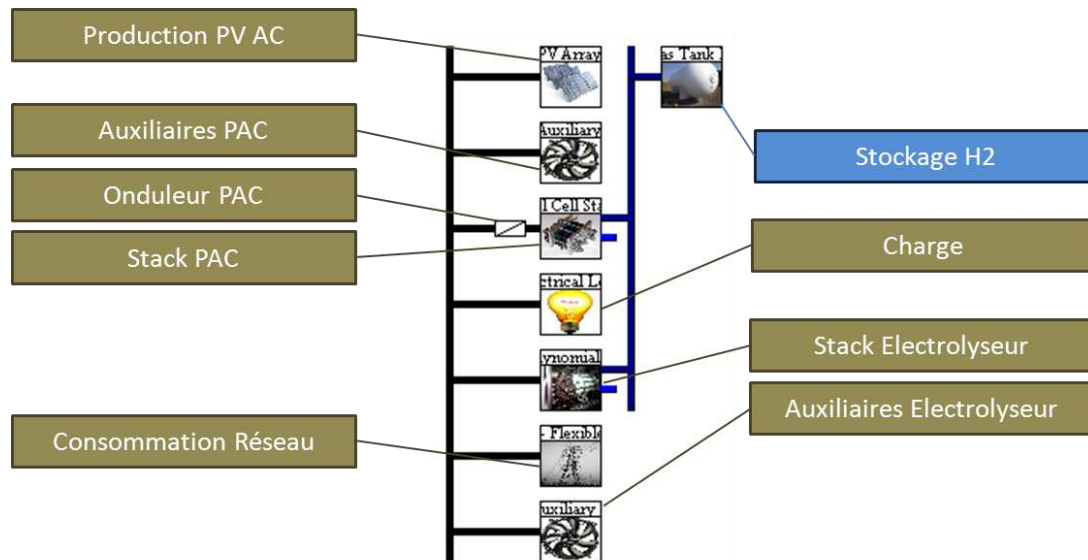 Production PV AC
Auxiliaires PAC
Onduleur PAC
Stack PAC
Consommation Réseau
PV Array
Auxiliary
l Cell Sta
ctrical L
ynomial
Flexible
uxiliary
as Tank
Stockage H2
Charge
Stack Electrolyseur
Auxiliaires Electrolyseur